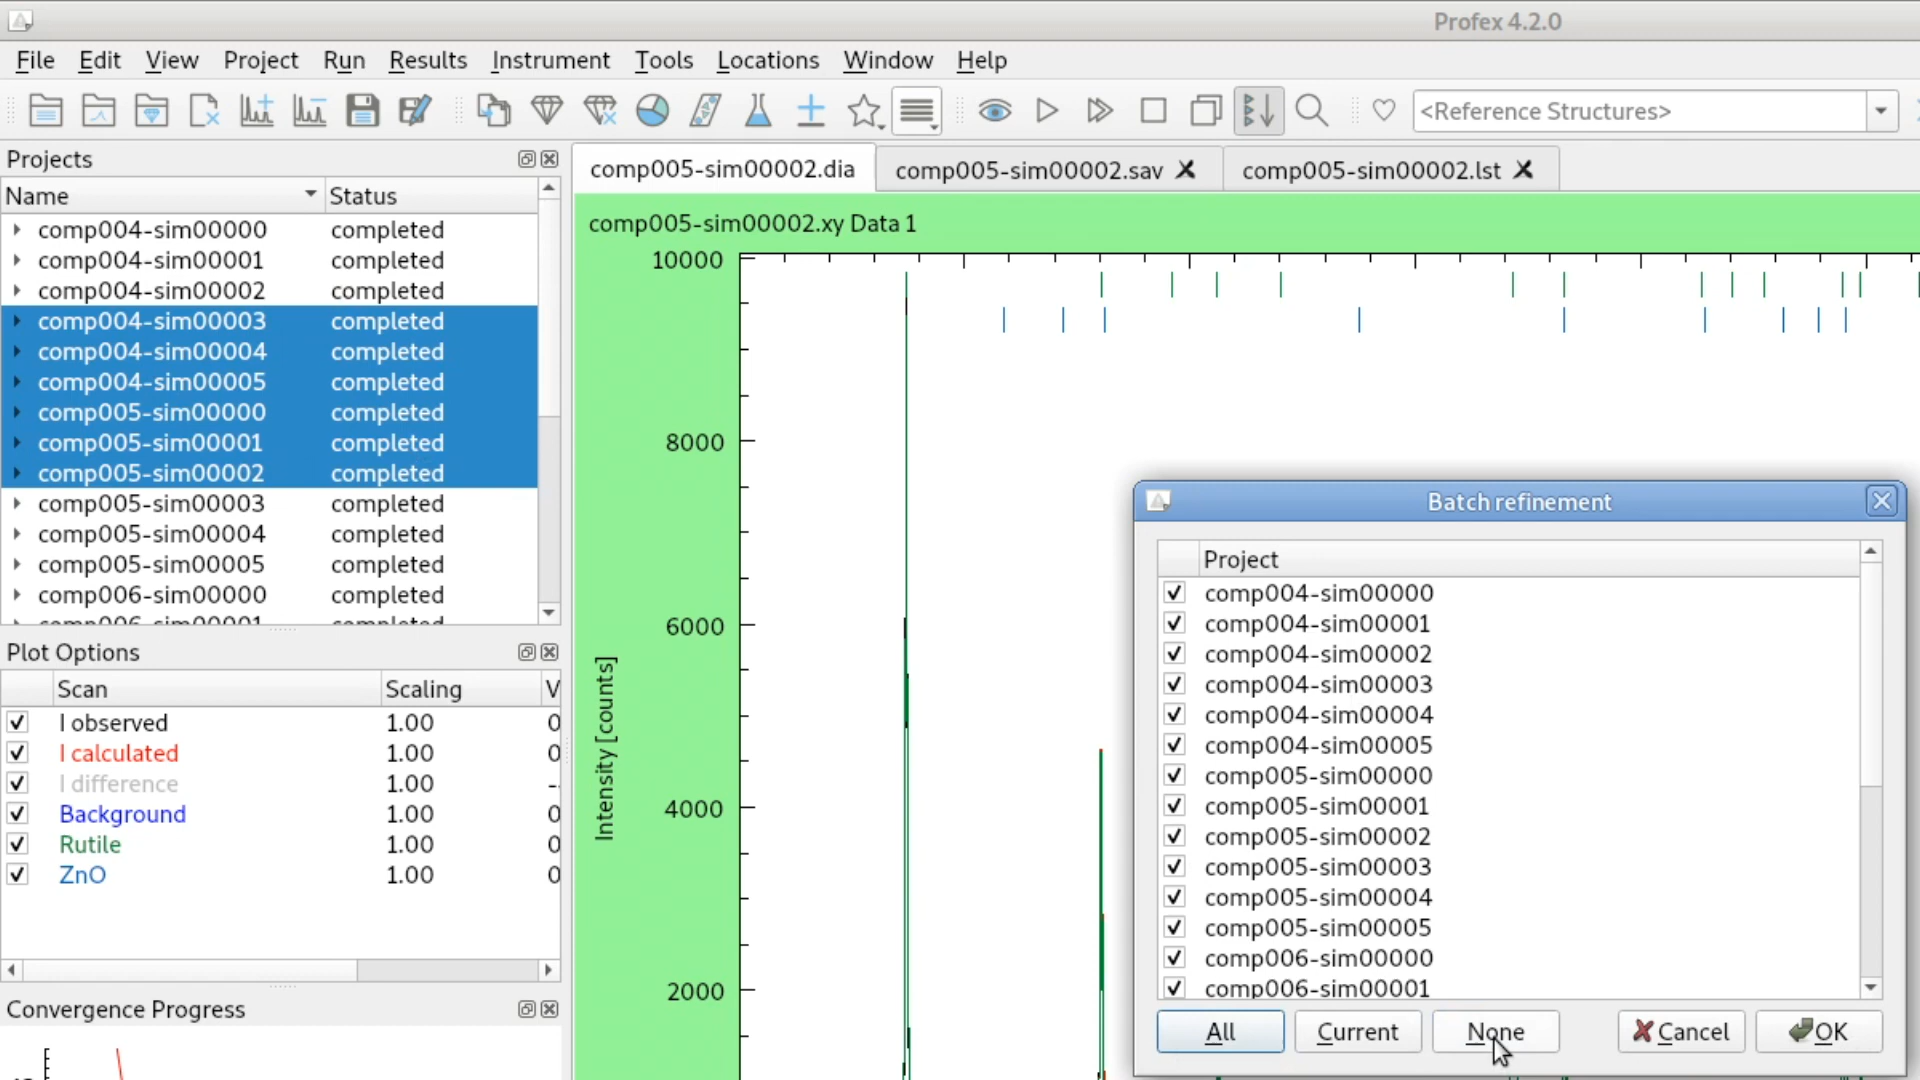 Profex 4.2.0
File Edit View Project Run Results Instrument Tools Locations Window Help
<Reference Structures>
Projects
Name Status
comp004-sim00000 completed
comp004-sim00001 completed
comp004-sim00002 completed
comp004-sim00003 completed
comp004-sim00004 completed
comp004-sim00005 completed
comp005-sim00000 completed
comp005-sim00001 completed
comp005-sim00002 completed
comp005-sim00003 completed
comp005-sim00004 completed
comp005-sim00005 completed
comp006-sim00000 completed
comp006-sim00001 completed
Plot Options
Scan Scaling V
I observed 1.00 0
I calculated 1.00 0
I difference 1.00 -
Background 1.00 0
Rutile 1.00 0
ZnO 1.00 0
Convergence Progress
comp005-sim00002.dia comp005-sim00002.sav comp005-sim00002.lst
comp005-sim00002.xy Data 1
10000
8000
6000
4000
2000
Intensity [counts]
Batch refinement
Project
comp004-sim00000
comp004-sim00001
comp004-sim00002
comp004-sim00003
comp004-sim00004
comp004-sim00005
comp005-sim00000
comp005-sim00001
comp005-sim00002
comp005-sim00003
comp005-sim00004
comp005-sim00005
comp006-sim00000
comp006-sim00001
All Current None Cancel OK